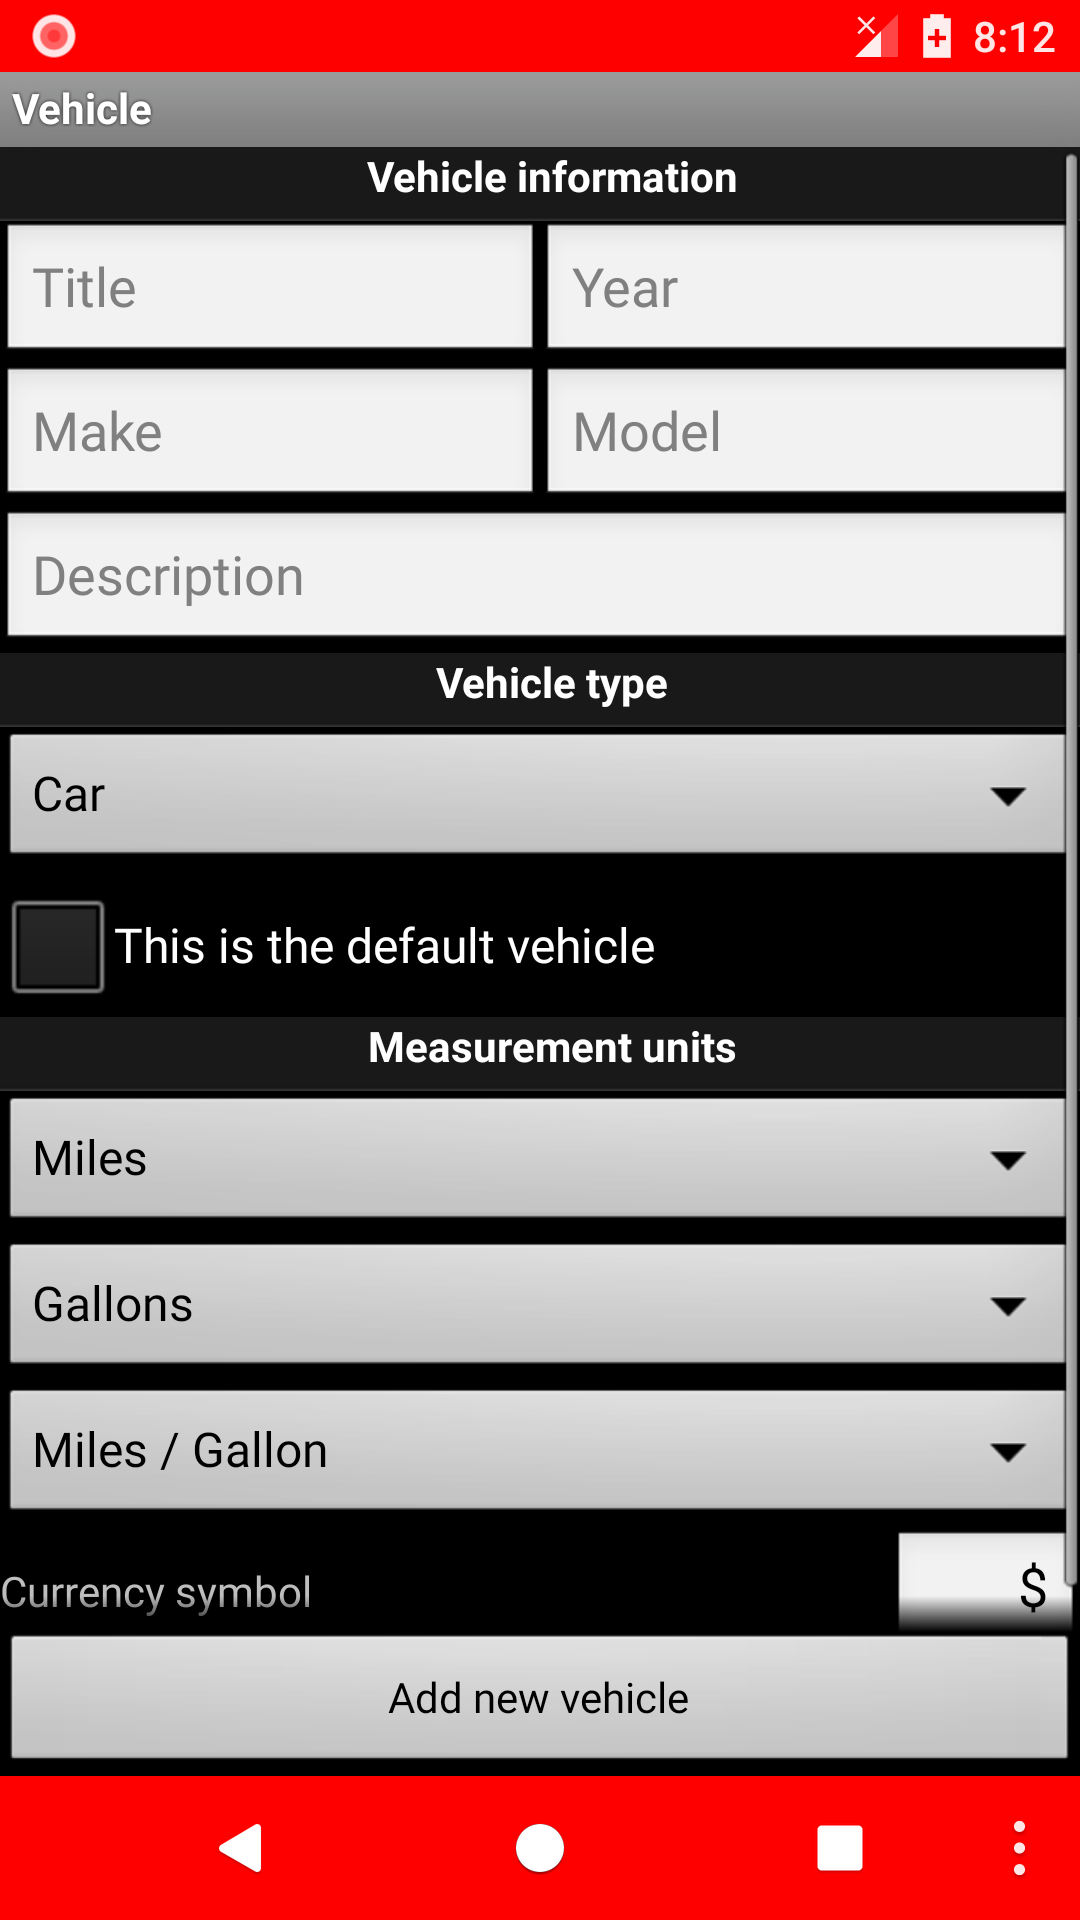 8:12
Vehicle
Vehicle information
Title Year
Make Model
Description
Vehicle type
Car
This is the default vehicle
Measurement units
Miles
Gallons
Miles / Gallon
Currency symbol $
Add new vehicle